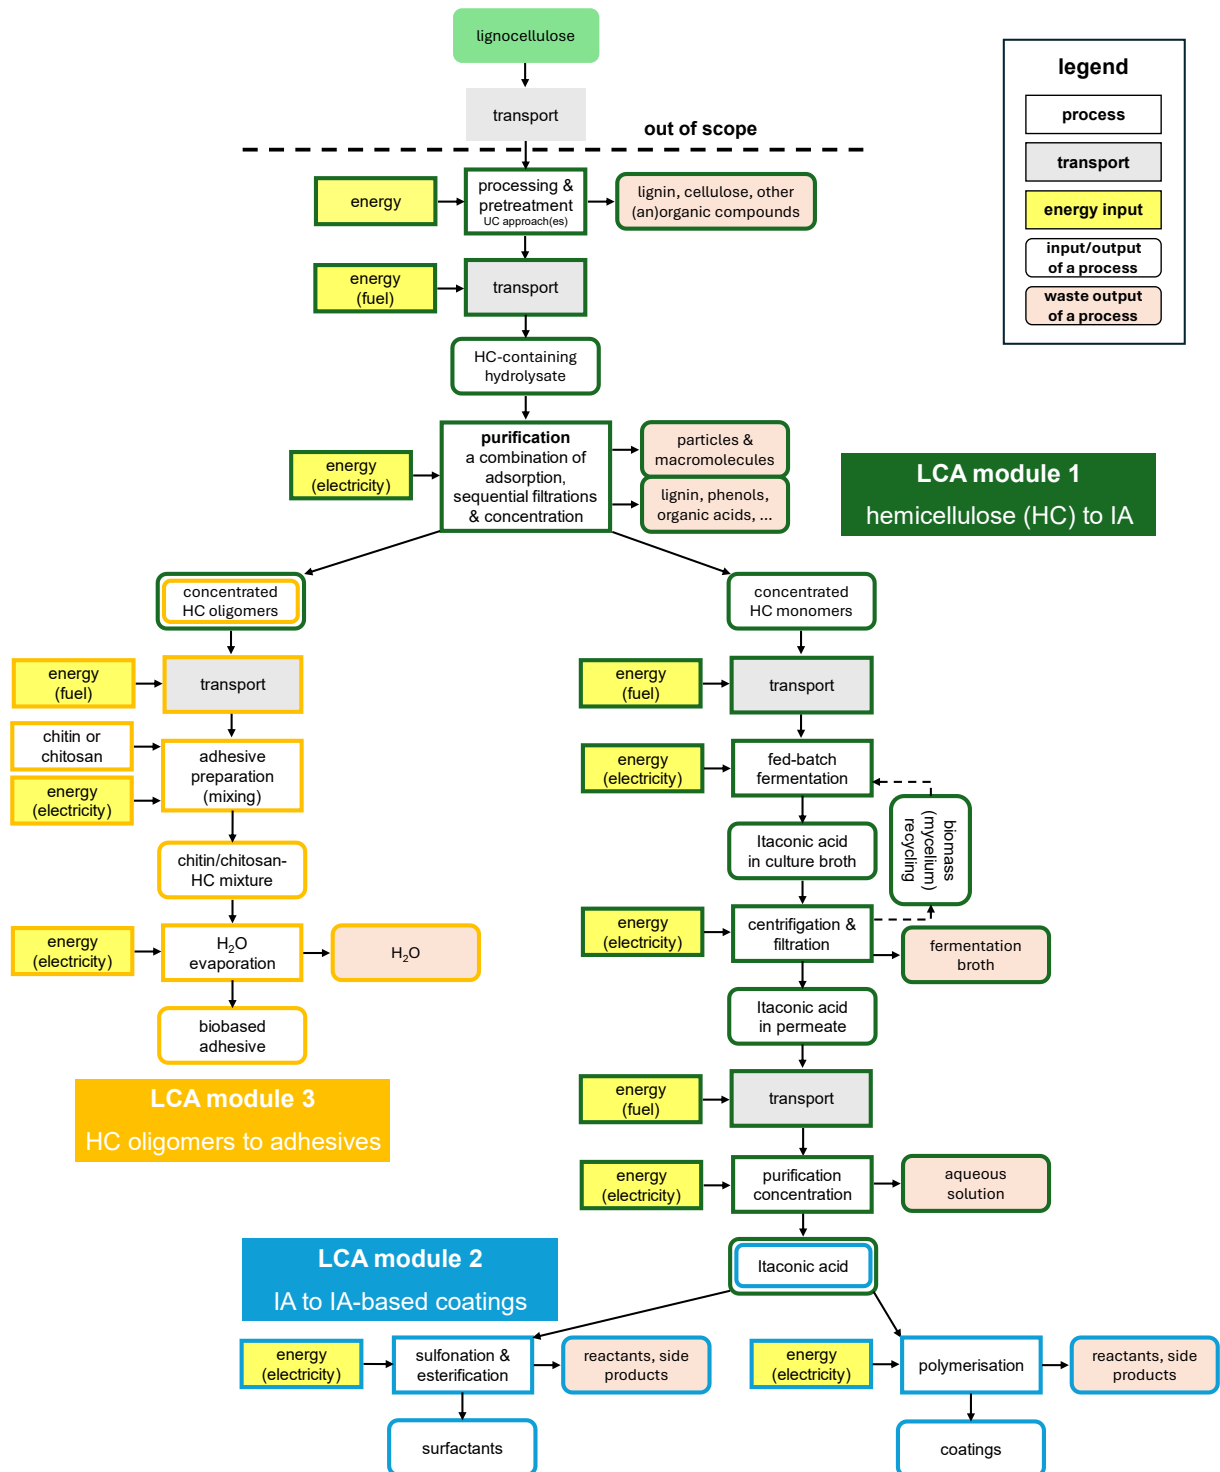 lignocellulose
transport
out of scope
legend
process
transport
energy input
input/output
of a process
waste output
of a process
energy
processing &
pretreatment
UC approach(es)
lignin, cellulose, other
(an)organic compounds
energy
(fuel)
transport
HC-containing
hydrolysate
energy
(electricity)
purification
a combination of
adsorption,
sequential filtrations
& concentration
particles &
macromolecules
lignin, phenols,
organic acids, ...
LCA module 1
hemicellulose (HC) to IA
concentrated
HC oligomers
concentrated
HC monomers
energy
(fuel)
transport
chitin or
chitosan
energy
(electricity)
adhesive
preparation
(mixing)
chitin/chitosan-
HC mixture
energy
(electricity)
H₂O
evaporation
H₂O
biobased
adhesive
LCA module 3
HC oligomers to adhesives
energy
(fuel)
transport
energy
(electricity)
fed-batch
fermentation
biomass
(mycelium)
recycling
Itaconic acid
in culture broth
energy
(electricity)
centrifigation &
filtration
fermentation
broth
Itaconic acid
in permeate
energy
(fuel)
transport
energy
(electricity)
purification
concentration
aqueous
solution
Itaconic acid
LCA module 2
IA to IA-based coatings
energy
(electricity)
sulfonation &
esterification
reactants, side
products
surfactants
energy
(electricity)
polymerisation
reactants, side
products
coatings